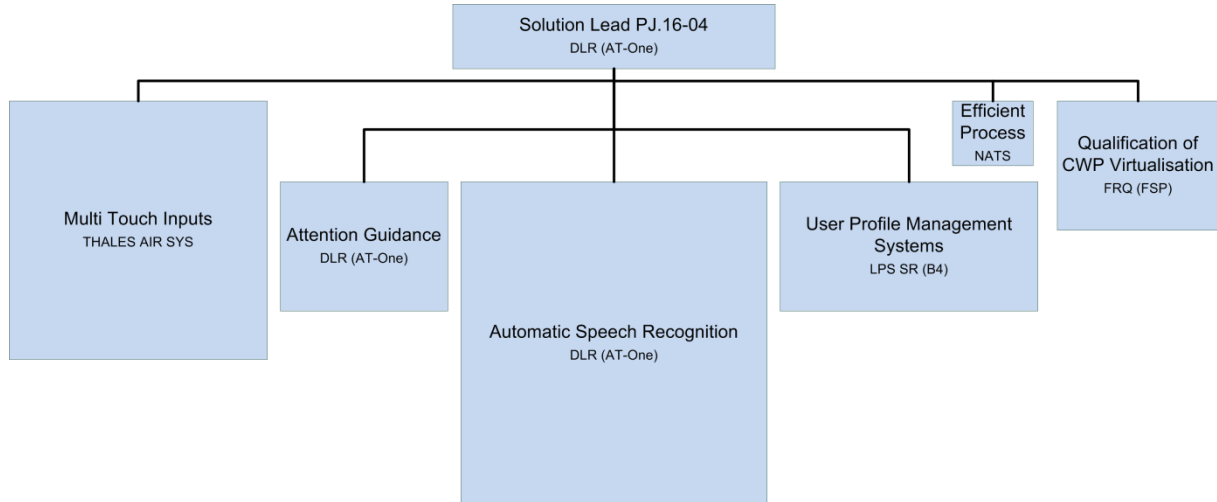 Solution Lead PJ.16-04
DLR (AT-One)
Multi Touch Inputs
THALES AIR SYS
Attention Guidance
DLR (AT-One)
Automatic Speech Recognition
DLR (AT-One)
User Profile Management
Systems
LPS SR (B4)
Efficient
Process
NATS
Qualification of
CWP Virtualisation
FRQ (FSP)